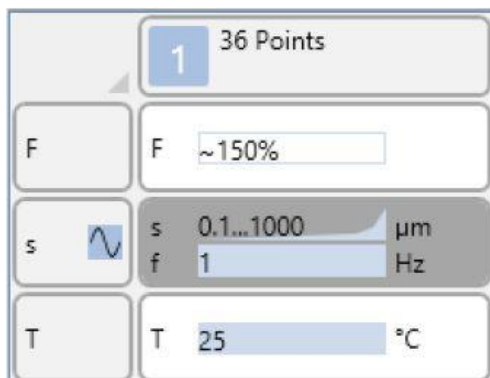 1 36 Points
F F ~150%
s s 0.1...1000 µm
f 1 Hz
T T 25 °C